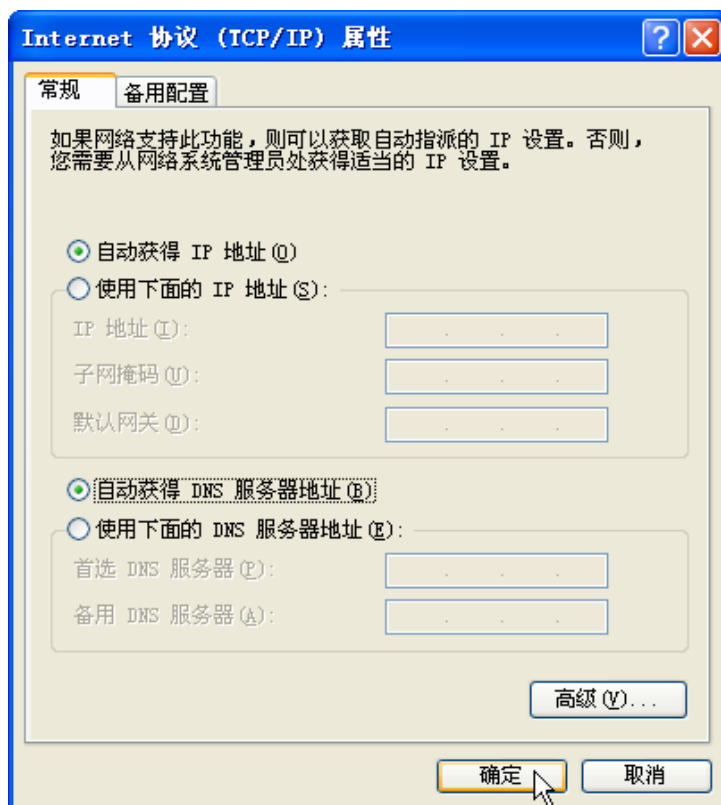 Internet 协议 (TCP/IP) 属性
常规
备用配置
如果网络支持此功能,则可以获取自动指派的 IP 设置。否则,
您需要从网络系统管理员处获得适当的 IP 设置。
自动获得 IP 地址(O)
使用下面的 IP 地址(S):
IP 地址(I):
子网掩码(U):
默认网关(D):
自动获得 DNS 服务器地址(B)
使用下面的 DNS 服务器地址(E):
首选 DNS 服务器(P):
备用 DNS 服务器(A):
高级(V)...
确定
取消